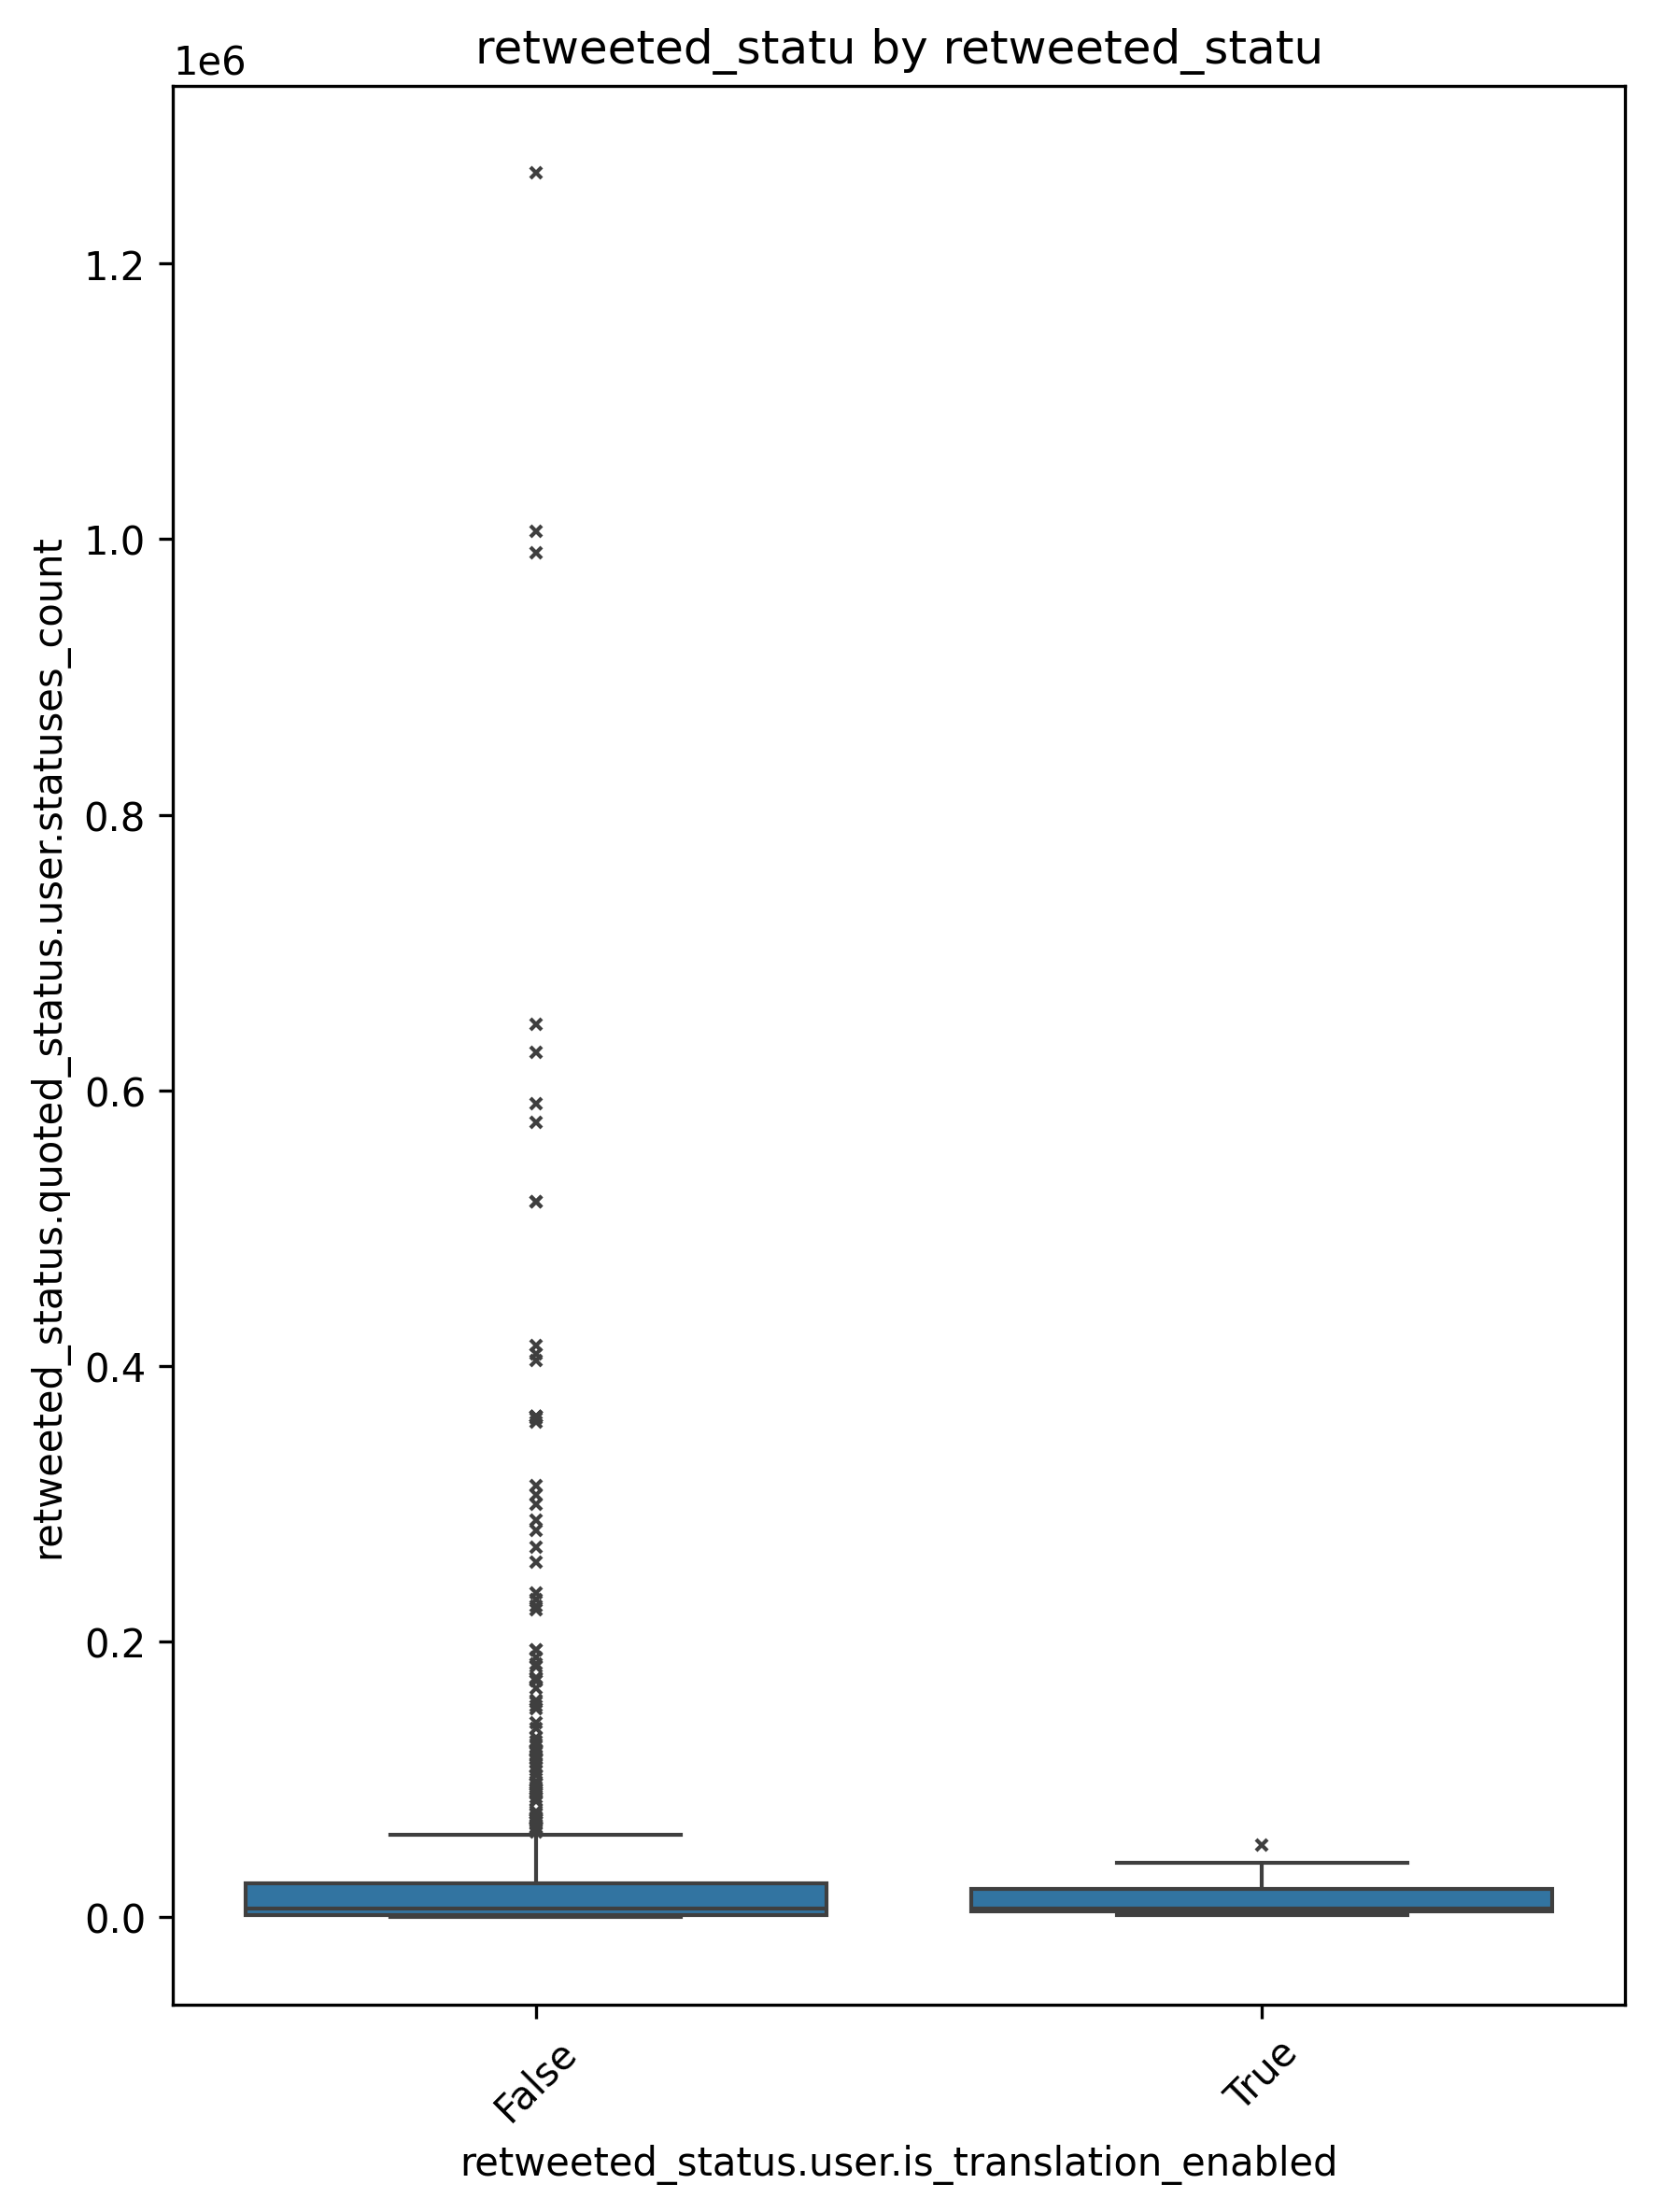 retweeted_statu by retweeted_statu
1e6
1.2
1.0
0.8
0.6
0.4
0.2
0.0
retweeted_status.quoted_status.user.statuses_count
False
True
retweeted_status.user.is_translation_enabled